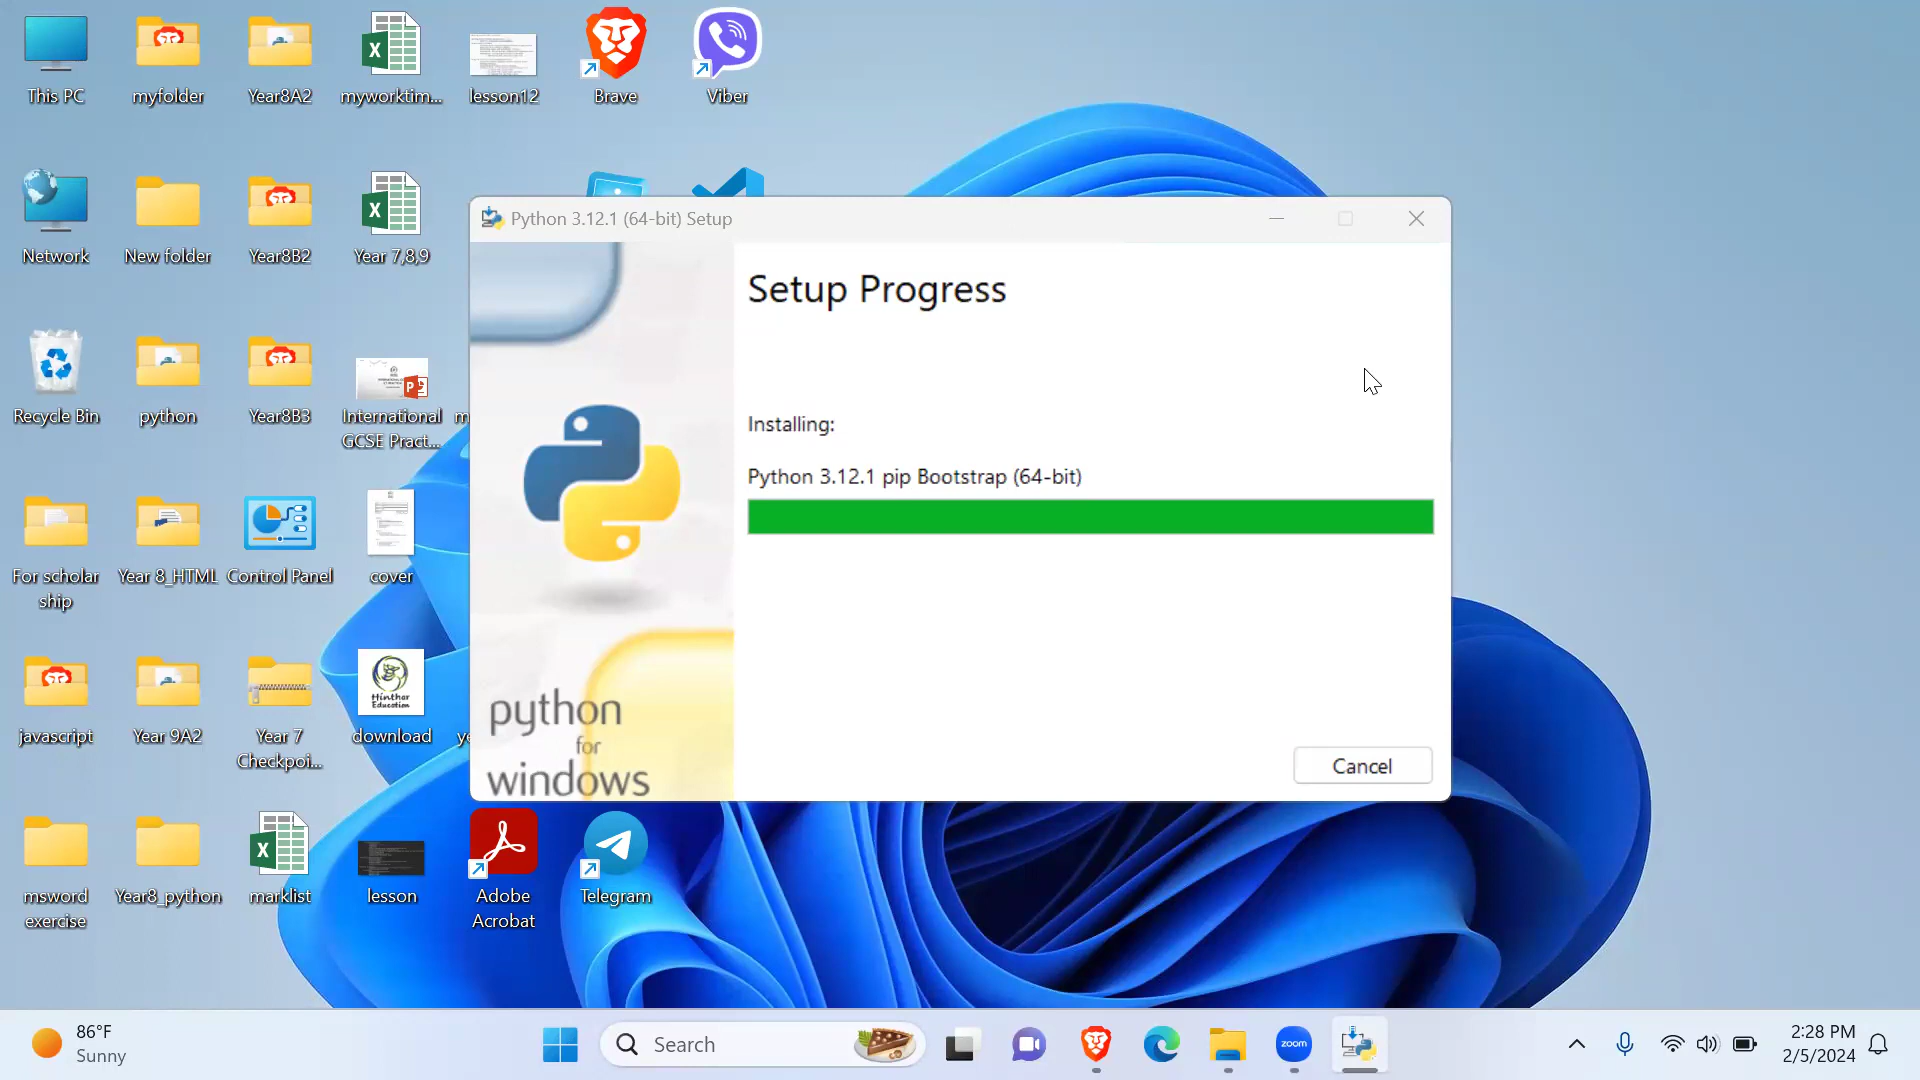 This PC
myfolder
Year8A2
myworktim...
lesson12
Brave
Viber
Network
New folder
Year8B2
Year 7,8,9
Recycle Bin
python
Year8B3
International
GCSE Pract...
m
For scholar
ship
Year 8_HTML
Control Panel
cover
javascript
Year 9A2
Year 7
Checkpoi...
Hinthar
Education
download
ye
msword
exercise
Year8_python
marklist
lesson
Adobe
Acrobat
Telegram
Python 3.12.1 (64-bit) Setup
Setup Progress
Installing:
Python 3.12.1 pip Bootstrap (64-bit)
python
for
windows
Cancel
86°F
Sunny
Search
zoom
2:28 PM
2/5/2024